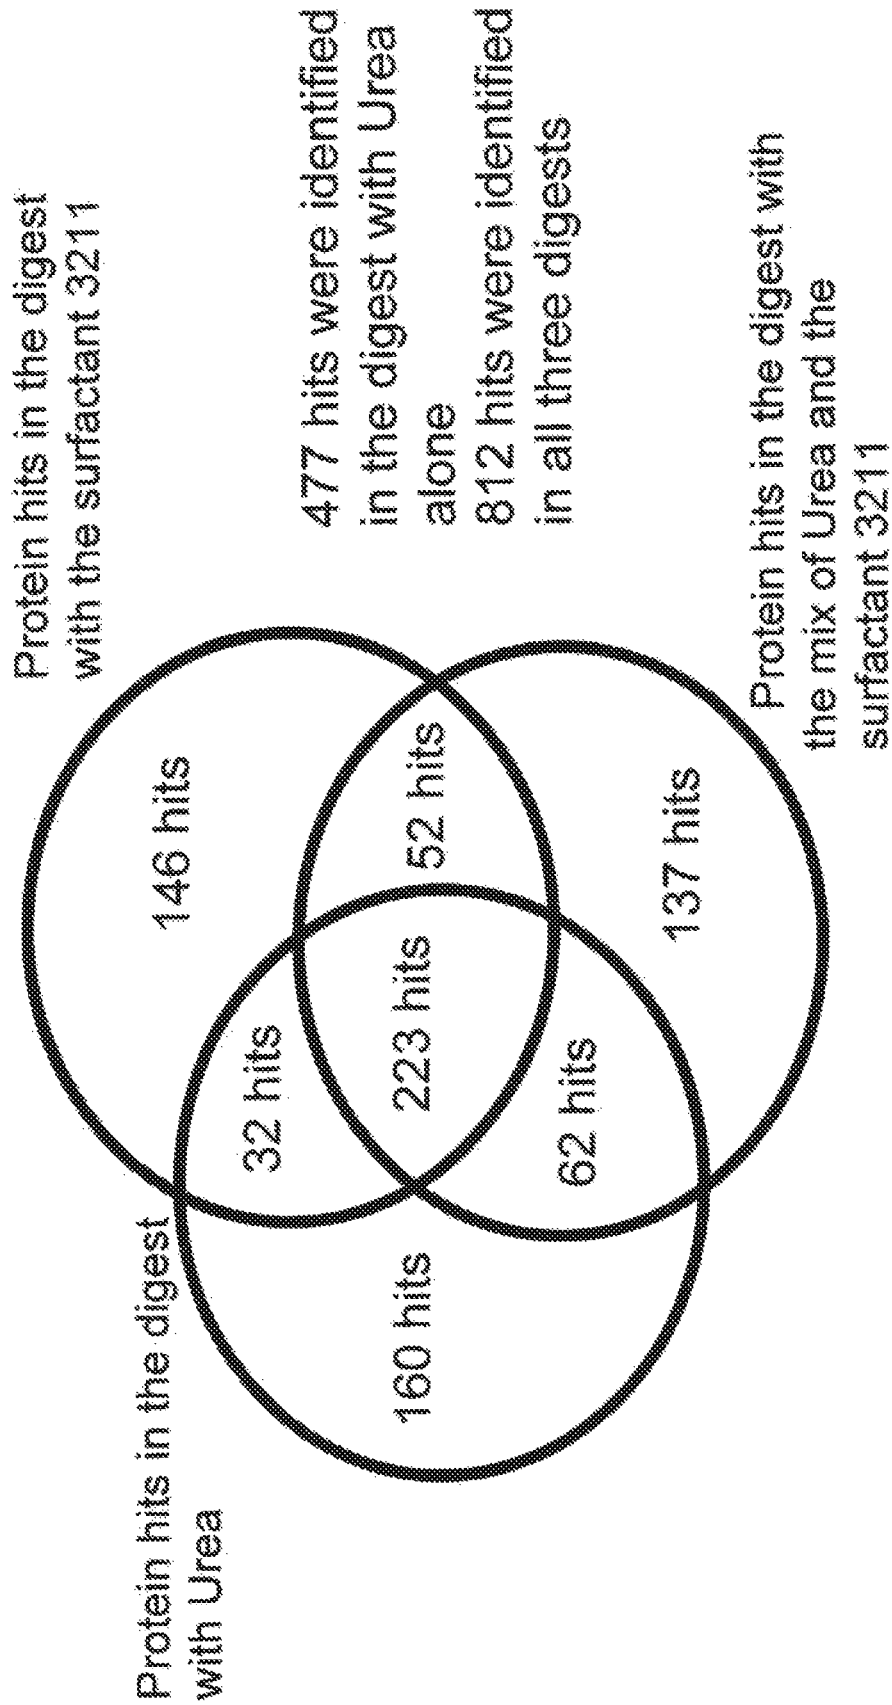 Protein hits in the digest
with Urea
Protein hits in the digest
with the surfactant 3211
160 hits
32 hits
146 hits
223 hits
52 hits
62 hits
137 hits
477 hits were identified
in the digest with Urea
alone
812 hits were identified
in all three digests
Protein hits in the digest with
the mix of Urea and the
surfactant 3211